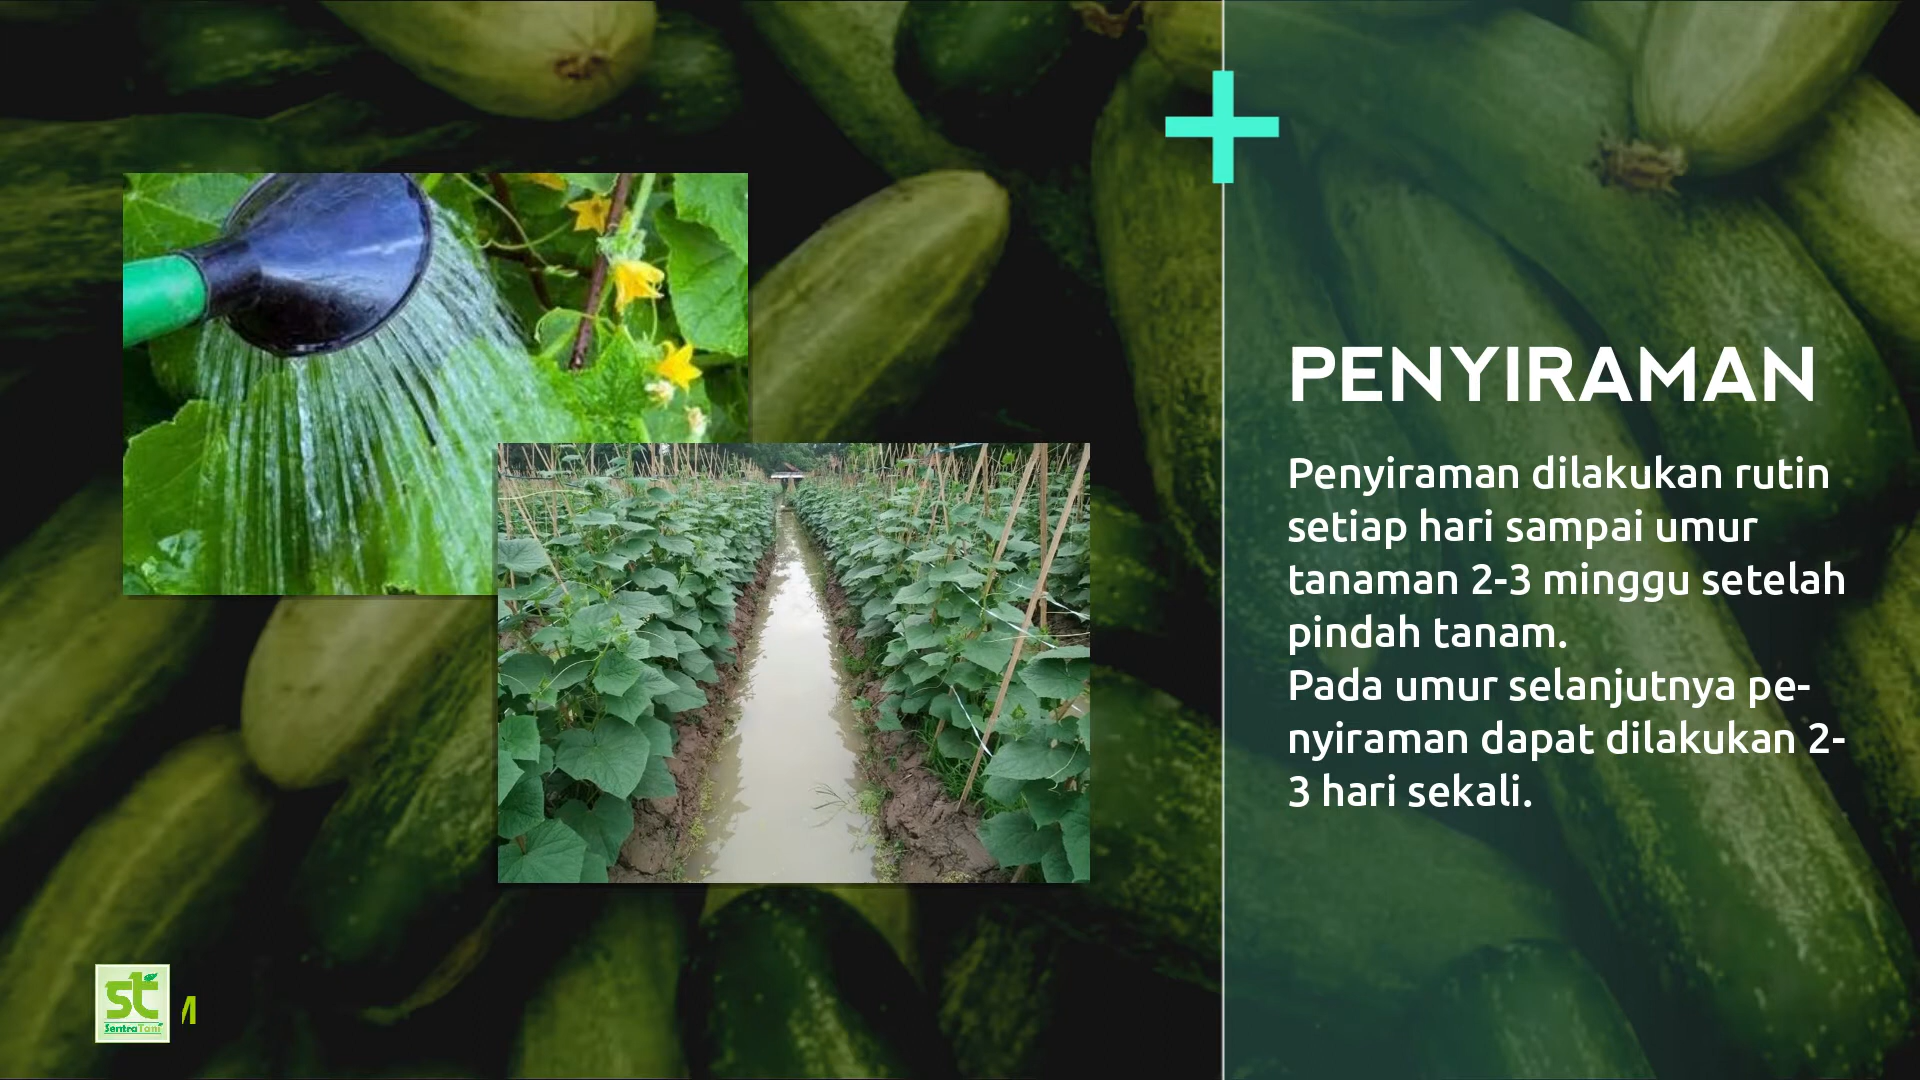 PENYIRAMAN
Penyiraman dilakukan rutin
setiap hari sampai umur
tanaman 2-3 minggu setelah
pindah tanam.
Pada umur selanjutnya pe-
nyiraman dapat dilakukan 2-
3 hari sekali.
st
SentraTani
M